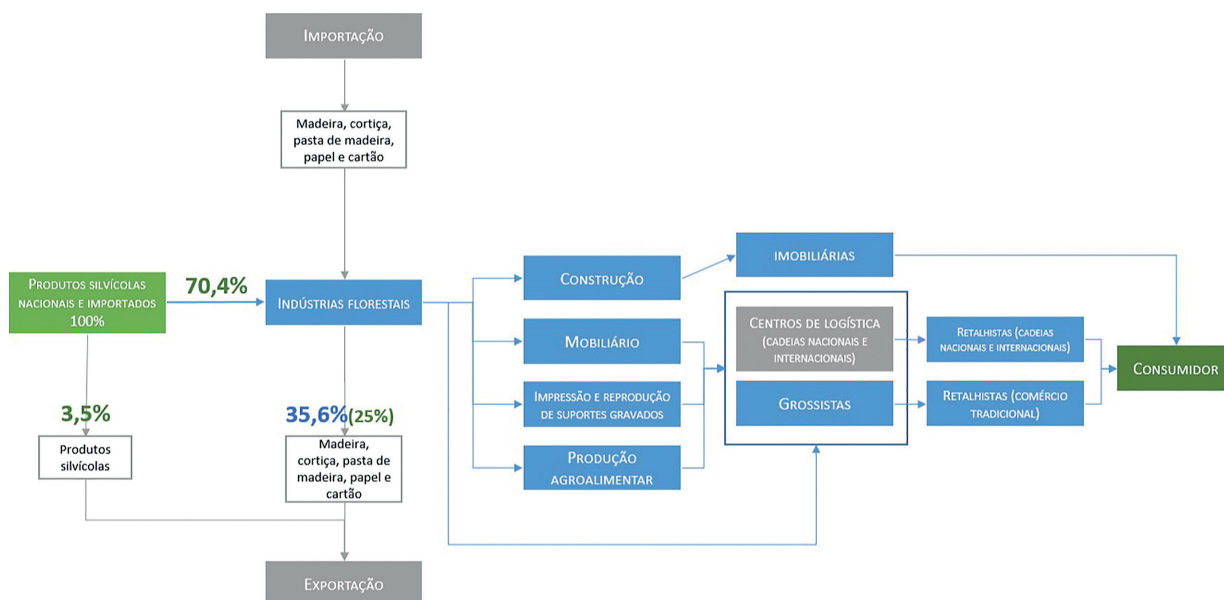 IMPORTAÇÃO
Madeira, cortiça,
pasta de madeira,
papel e cartão
PRODUTOS SILVÍCOLAS
NACIONAIS E IMPORTADOS
100%
70,4%
INDÚSTRIAS FLORESTAIS
3,5%
Produtos
silvícolas
35,6%(25%)
Madeira,
cortiça, pasta de
madeira, papel e
cartão
EXPORTAÇÃO
CONSTRUÇÃO
IMOBILIÁRIAS
MOBILIÁRIO
IMPRESSÃO E REPRODUÇÃO
DE SUPORTES GRAVADOS
PRODUÇÃO
AGROALIMENTAR
CENTROS DE LOGÍSTICA
(CADEIAS NACIONAIS E
INTERNACIONAIS)
GROSSISTAS
RETALHISTAS (CADEIAS
NACIONAIS E INTERNACIONAIS)
RETALHISTAS (COMÉRCIO
TRADICIONAL)
CONSUMIDOR